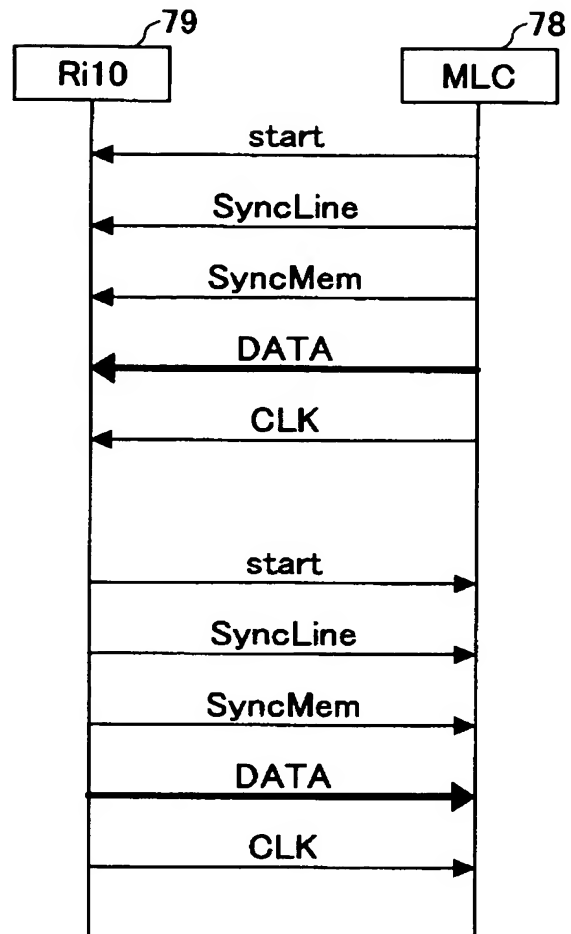 79
78
Ri10
MLC
start
SyncLine
SyncMem
DATA
CLK
start
SyncLine
SyncMem
DATA
CLK